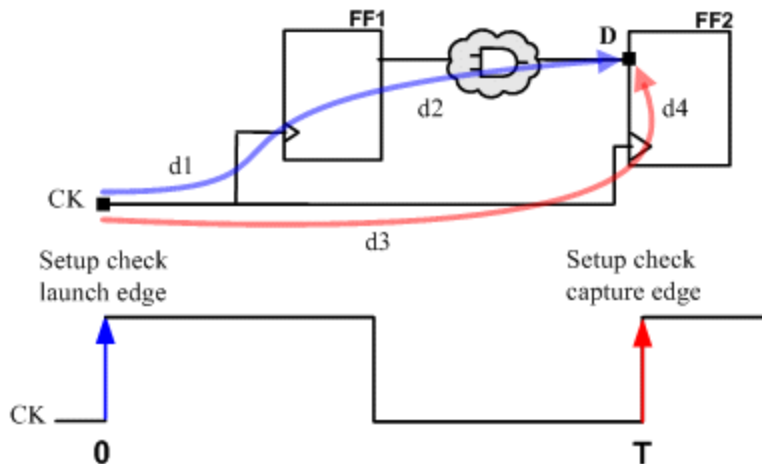 FF1
FF2
D
d2
d4
d1
CK
d3
Setup check
launch edge
Setup check
capture edge
CK
0
T